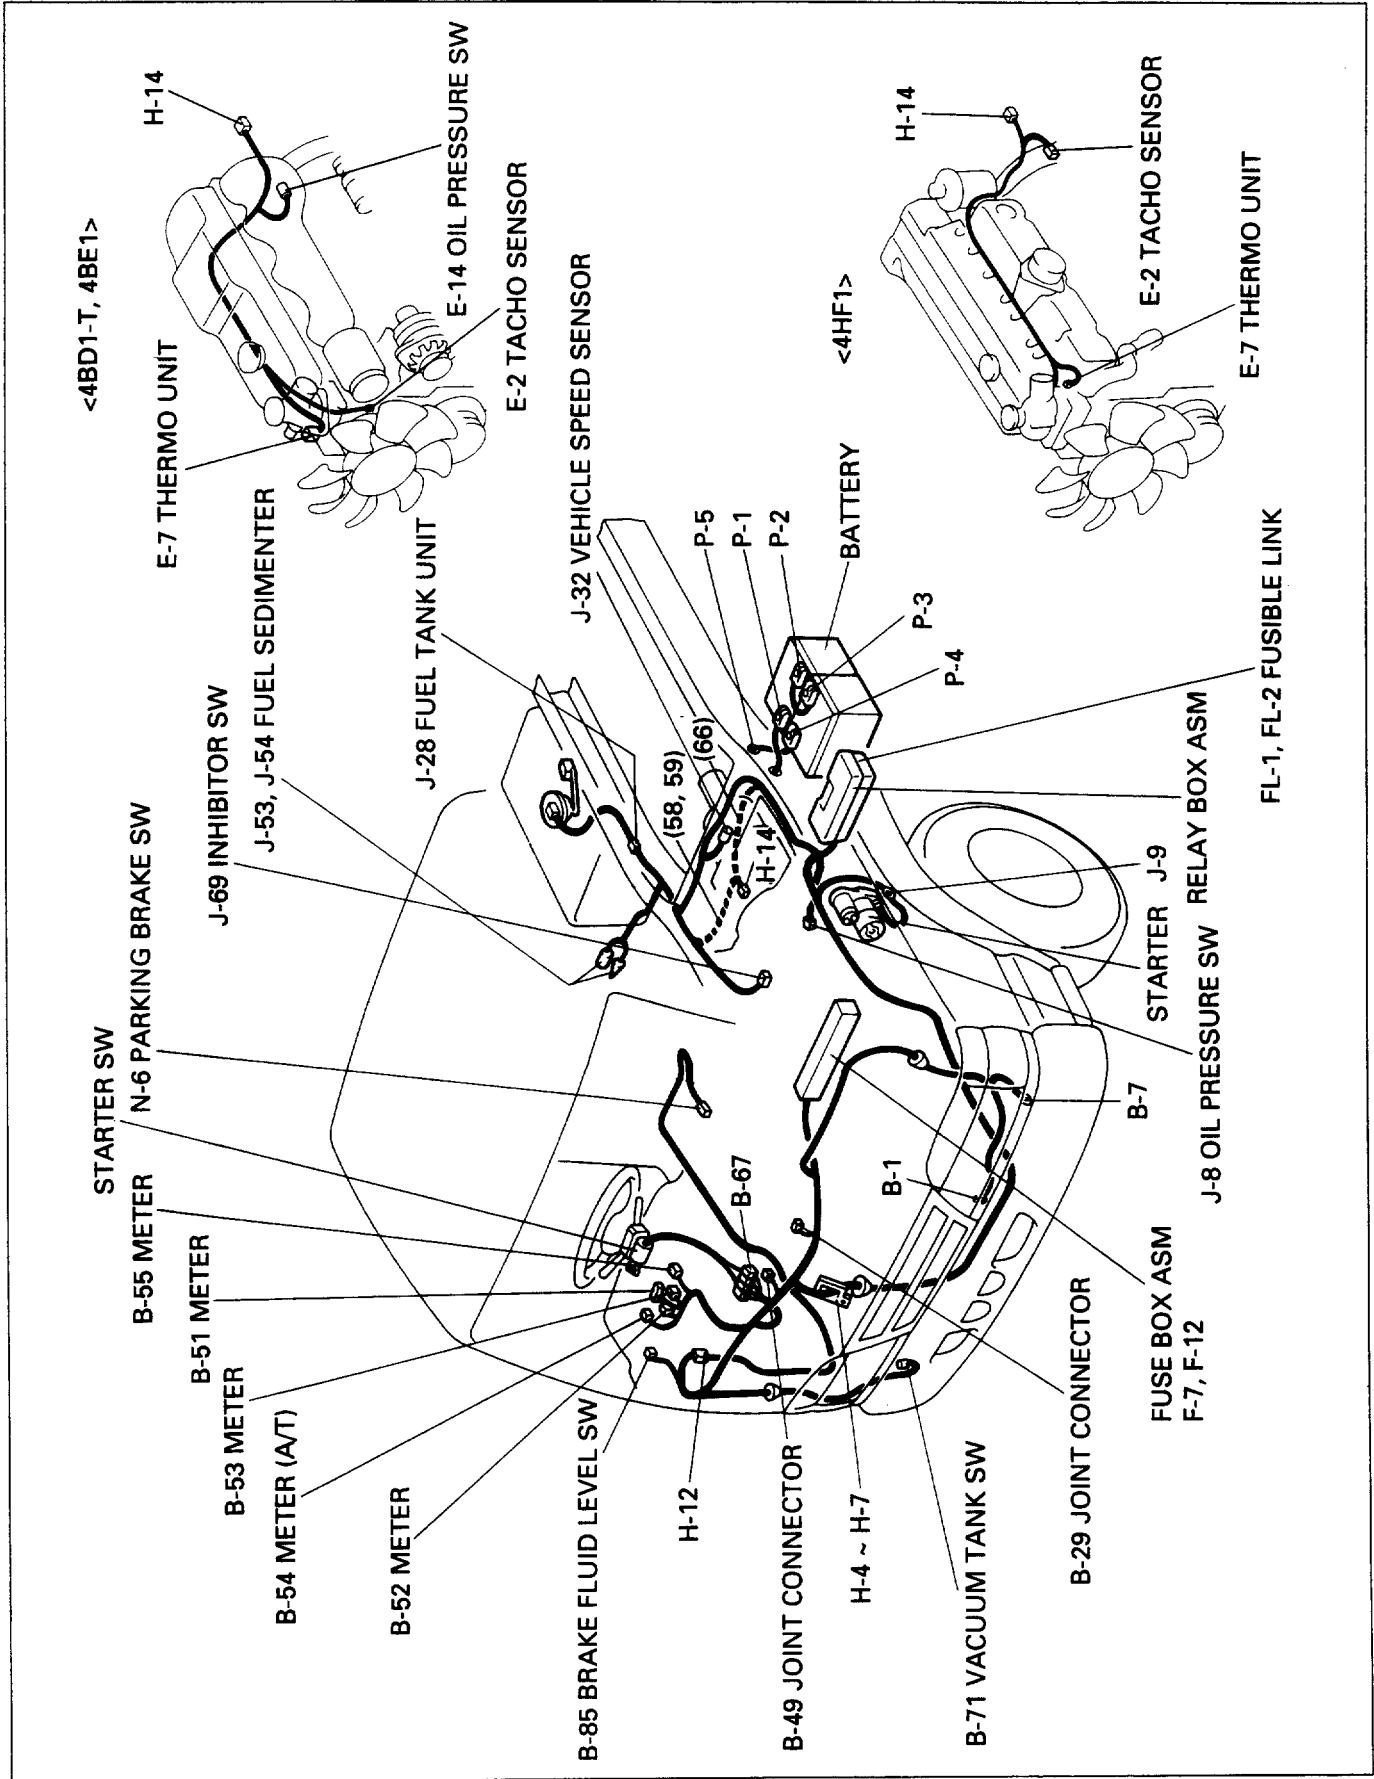 STARTER SW
N-6 PARKING BRAKE SW
J-69 INHIBITOR SW
J-53, J-54 FUEL SEDIMENTER
J-28 FUEL TANK UNIT
E-7 THERMO UNIT
<4BD1-T, 4BE1>
H-14
E-14 OIL PRESSURE SW
E-2 TACHO SENSOR
J-32 VEHICLE SPEED SENSOR
B-55 METER
B-51 METER
B-53 METER
B-54 METER (A/T)
B-52 METER
B-85 BRAKE FLUID LEVEL SW
H-12
B-49 JOINT CONNECTOR
H-4 ~ H-7
B-71 VACUUM TANK SW
B-29 JOINT CONNECTOR
FUSE BOX ASM
F-7, F-12
B-67
B-1
B-7
J-8 OIL PRESSURE SW
STARTER
J-9
RELAY BOX ASM
FL-1, FL-2 FUSIBLE LINK
(58, 59)
(66)
H-14
P-5
P-1
P-2
BATTERY
P-3
P-4
<4HF1>
H-14
E-2 TACHO SENSOR
E-7 THERMO UNIT